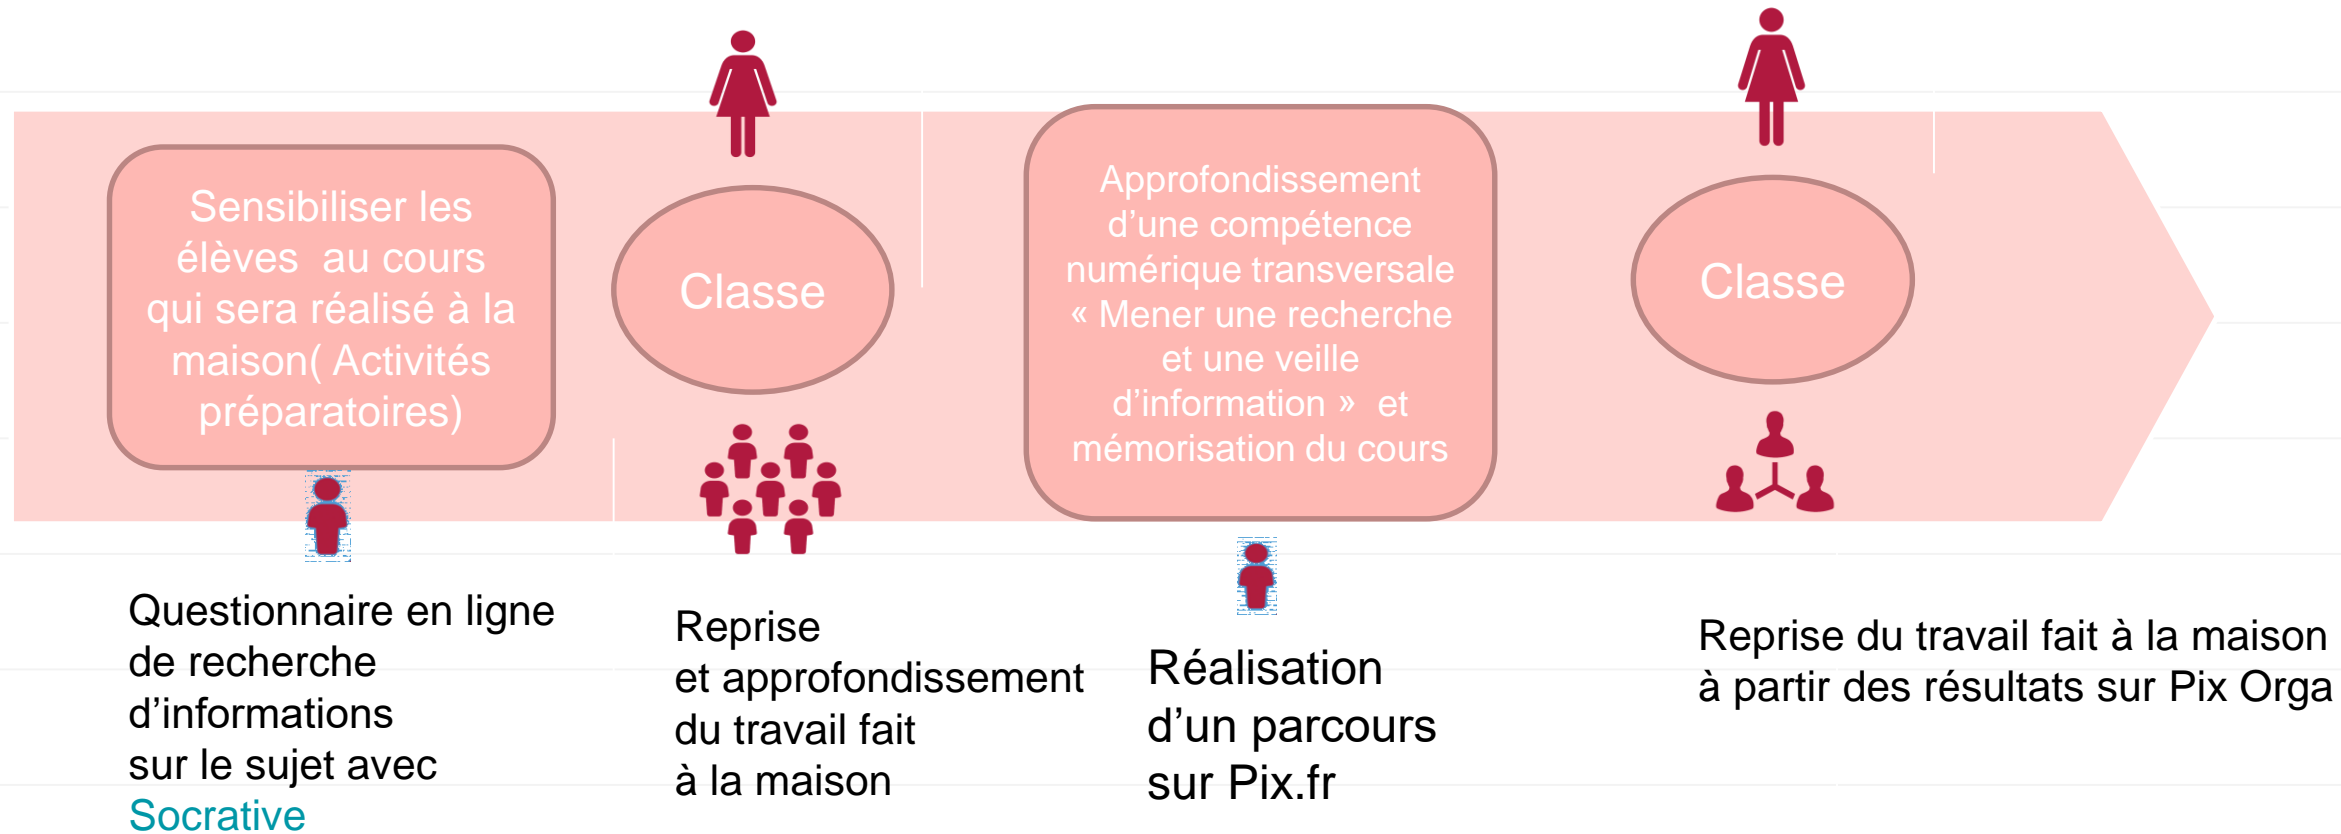 Sensibiliser les
élèves  au cours
qui sera réalisé à la
maison( Activités
préparatoires)
Classe
Approfondissement
d’une compétence
numérique transversale
« Mener une recherche
et une veille
d’information »  et
mémorisation du cours
Classe
Questionnaire en ligne
de recherche
d’informations
sur le sujet avec
Socrative
Reprise
et approfondissement
du travail fait
à la maison
Réalisation
d’un parcours
sur Pix.fr
Reprise du travail fait à la maison
à partir des résultats sur Pix Orga